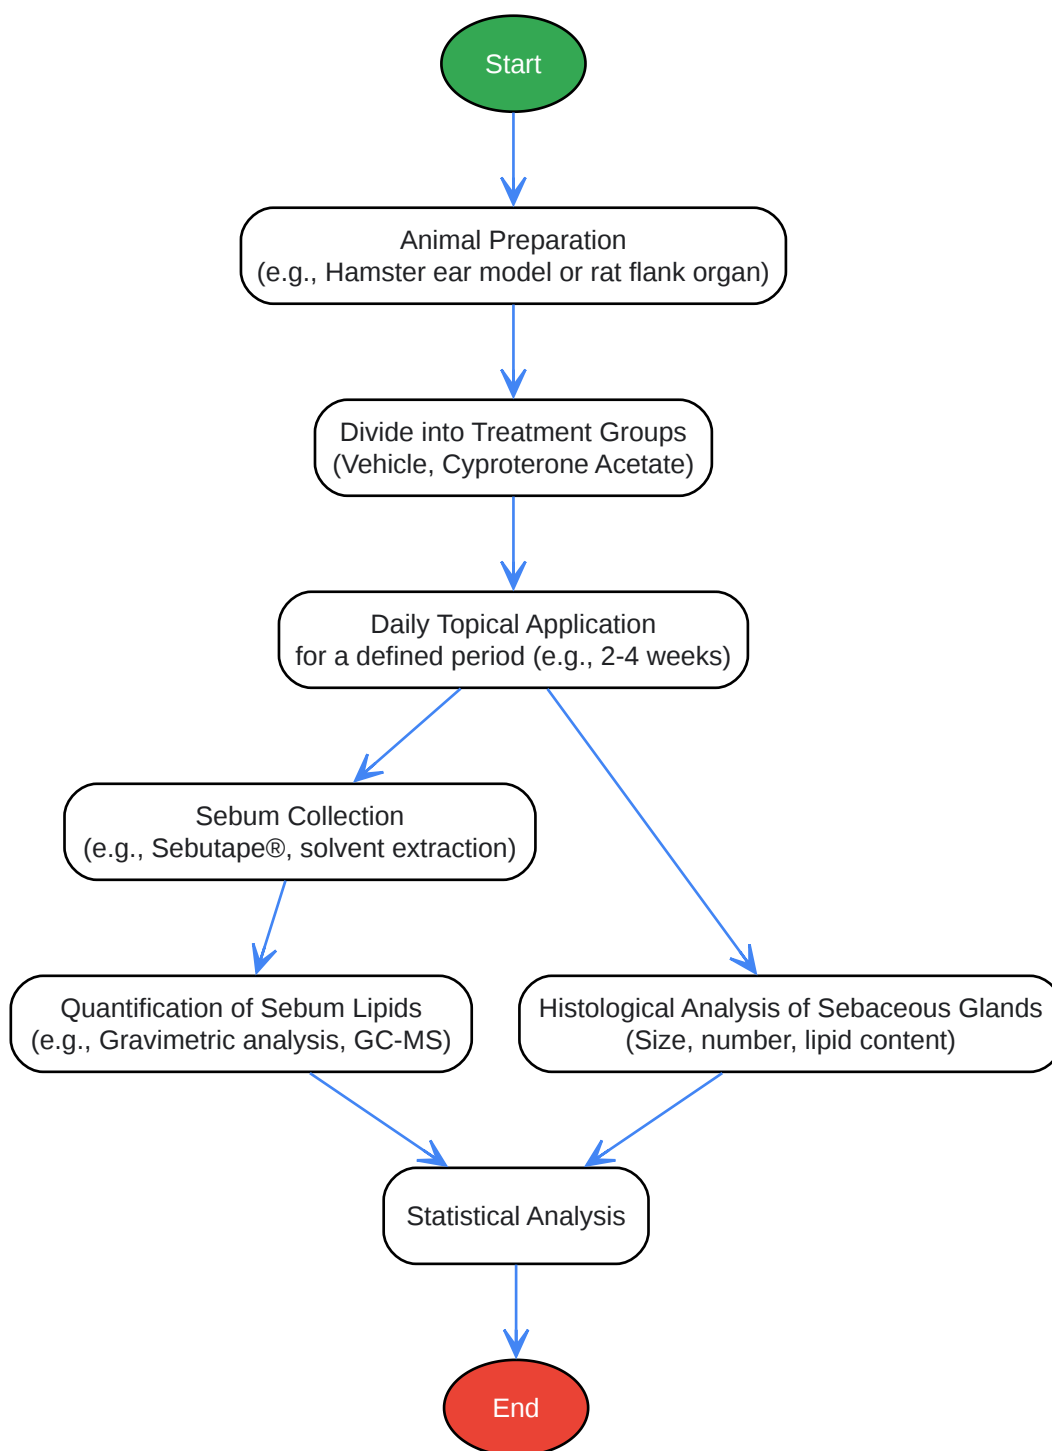 Start
Animal Preparation
(e.g., Hamster ear model or rat flank organ)
Divide into Treatment Groups
(Vehicle, Cyproterone Acetate)
Daily Topical Application
for a defined period (e.g., 2-4 weeks)
Sebum Collection
(e.g., Sebutape®, solvent extraction)
Quantification of Sebum Lipids
(e.g., Gravimetric analysis, GC-MS)
Histological Analysis of Sebaceous Glands
(Size, number, lipid content)
Statistical Analysis
End